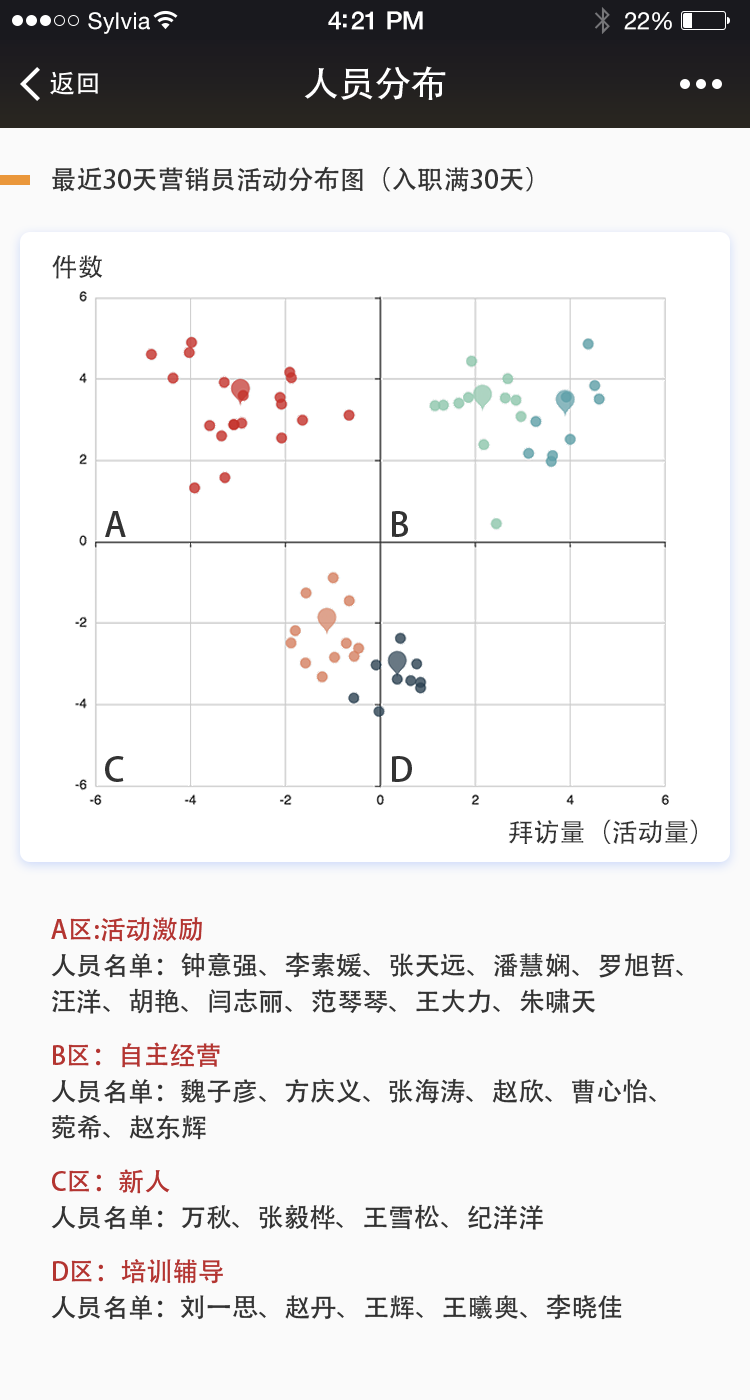 Sylvia 4:21 PM 22%
返回 人员分布
最近30天营销员活动分布图（入职满30天）
件数
6
4
2
A B
0
-2
-4
C D
-6
-6 -4 -2 0 2 4 6
拜访量（活动量）
A区:活动激励
人员名单：钟意强、李素媛、张天远、潘慧娴、罗旭哲、
汪洋、胡艳、闫志丽、范琴琴、王大力、朱啸天
B区：自主经营
人员名单：魏子彦、方庆义、张海涛、赵欣、曹心怡、
菀希、赵东辉
C区：新人
人员名单：万秋、张毅桦、王雪松、纪洋洋
D区：培训辅导
人员名单：刘一思、赵丹、王辉、王曦奥、李晓佳